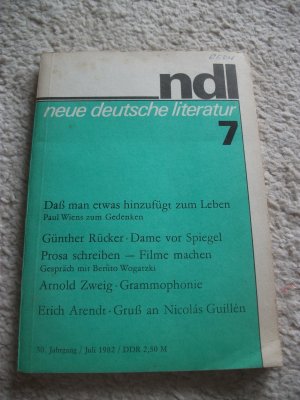 ndl
neue deutsche literatur
7
Daß man etwas hinzufügt zum Leben
Paul Wiens zum Gedenken
Günther Rücker · Dame vor Spiegel
Prosa schreiben — Filme machen
Gespräch mit Benito Wogatzki
Arnold Zweig · Grammophonie
Erich Arendt · Gruß an Nicolás Guillén
30. Jahrgang / Juli 1982 / DDR 2,50 M